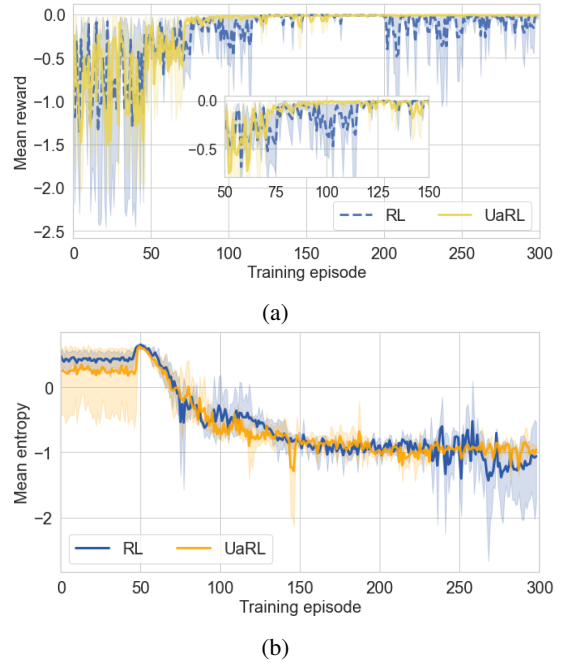 0.0
−0.5
−1.0
−1.5
−2.0
−2.5
Mean reward
0.0
−0.5
50 75 100 125 150
RL UaRL
0 50 100 150 200 250 300
Training episode
(a)
0
−1
−2
Mean entropy
RL UaRL
0 50 100 150 200 250 300
Training episode
(b)